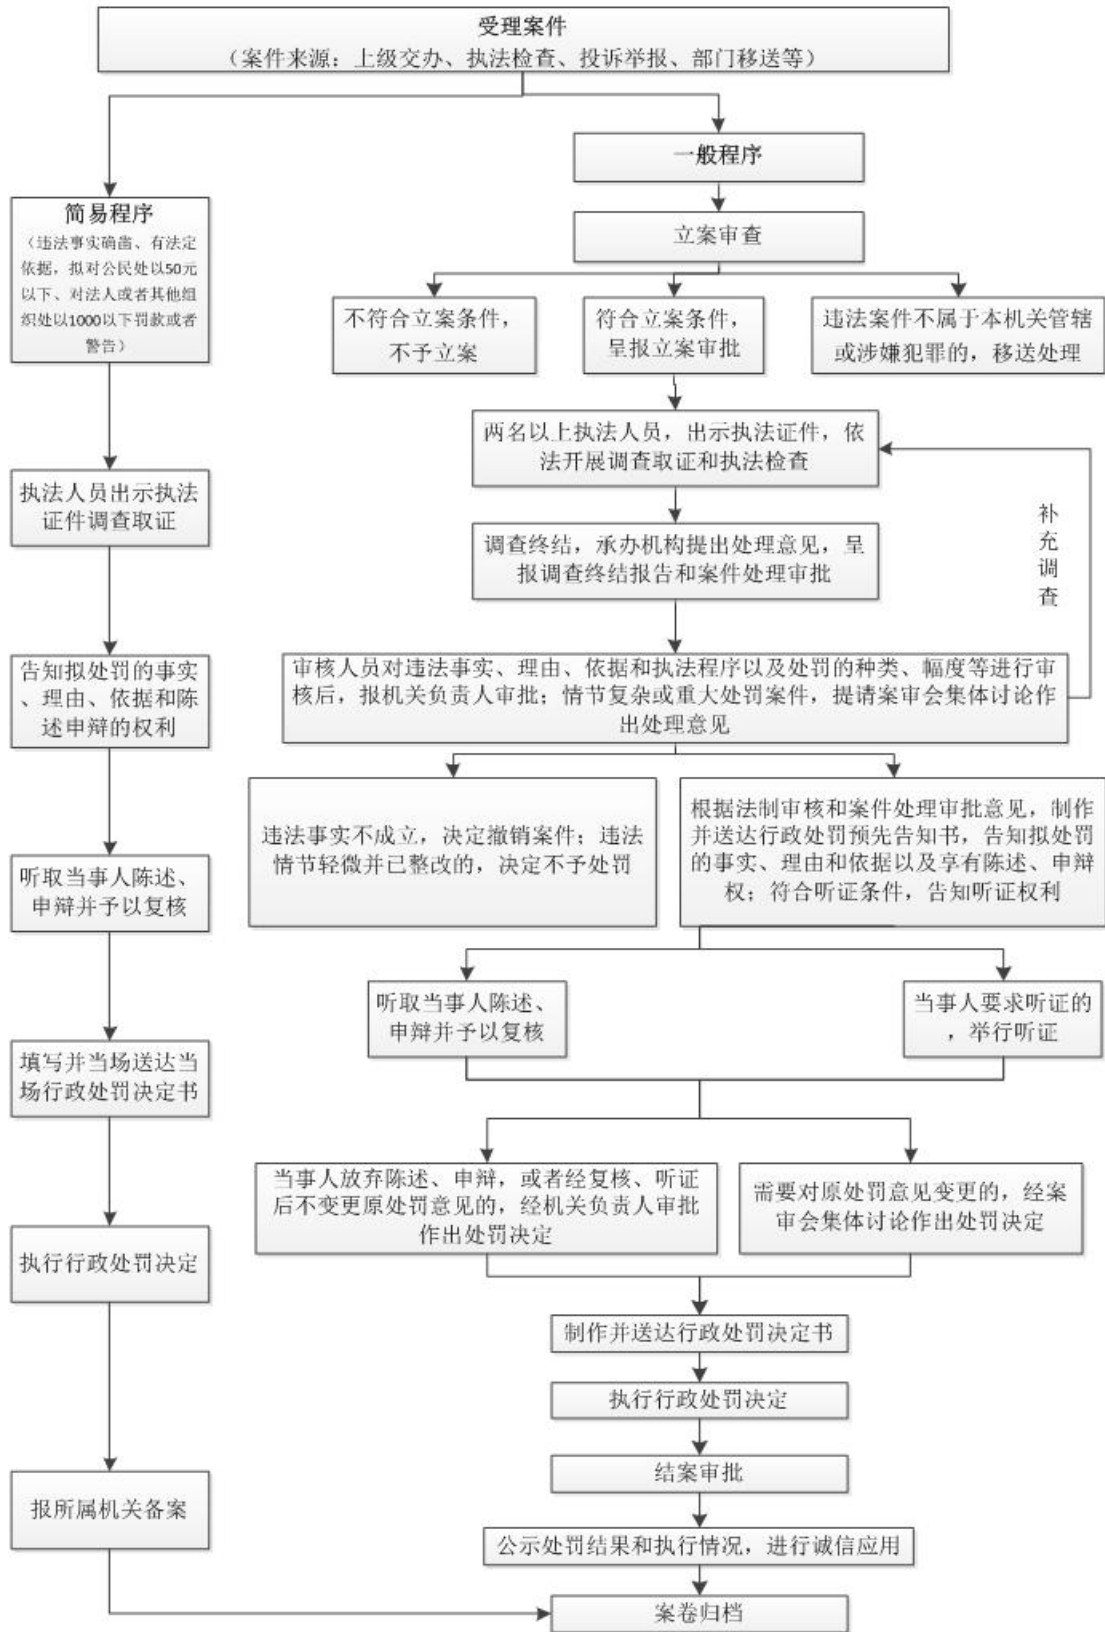 受理案件
（案件来源：上级交办、执法检查、投诉举报、部门移送等）
一般程序
简易程序
（违法事实确凿、有法定
依据，拟对公民处以50元
以下、对法人或者其他组
织处以1000以下罚款或者
警告）
立案审查
不符合立案条件，
不予立案
符合立案条件，
呈报立案审批
违法案件不属于本机关管辖
或涉嫌犯罪的，移送处理
两名以上执法人员，出示执法证件，依
法开展调查取证和执法检查
执法人员出示执法
证件调查取证
补
充
调
查
调查终结，承办机构提出处理意见，呈
报调查终结报告和案件处理审批
告知拟处罚的事实
、理由、依据和陈
述申辩的权利
审核人员对违法事实、理由、依据和执法程序以及处罚的种类、幅度等进行审
核后，报机关负责人审批；情节复杂或重大处罚案件，提请案审会集体讨论作
出处理意见
违法事实不成立，决定撤销案件；违法
情节轻微并已整改的，决定不予处罚
根据法制审核和案件处理审批意见，制作
并送达行政处罚预先告知书，告知拟处罚
的事实、理由和依据以及享有陈述、申辩
权；符合听证条件，告知听证权利
听取当事人陈述、
申辩并予以复核
听取当事人陈述、
申辩并予以复核
当事人要求听证的
，举行听证
填写并当场送达当
场行政处罚决定书
当事人放弃陈述、申辩，或者经复核、听证
后不变更原处罚意见的，经机关负责人审批
作出处罚决定
需要对原处罚意见变更的，经案
审会集体讨论作出处罚决定
执行行政处罚决定
制作并送达行政处罚决定书
执行行政处罚决定
结案审批
报所属机关备案
公示处罚结果和执行情况，进行诚信应用
案卷归档